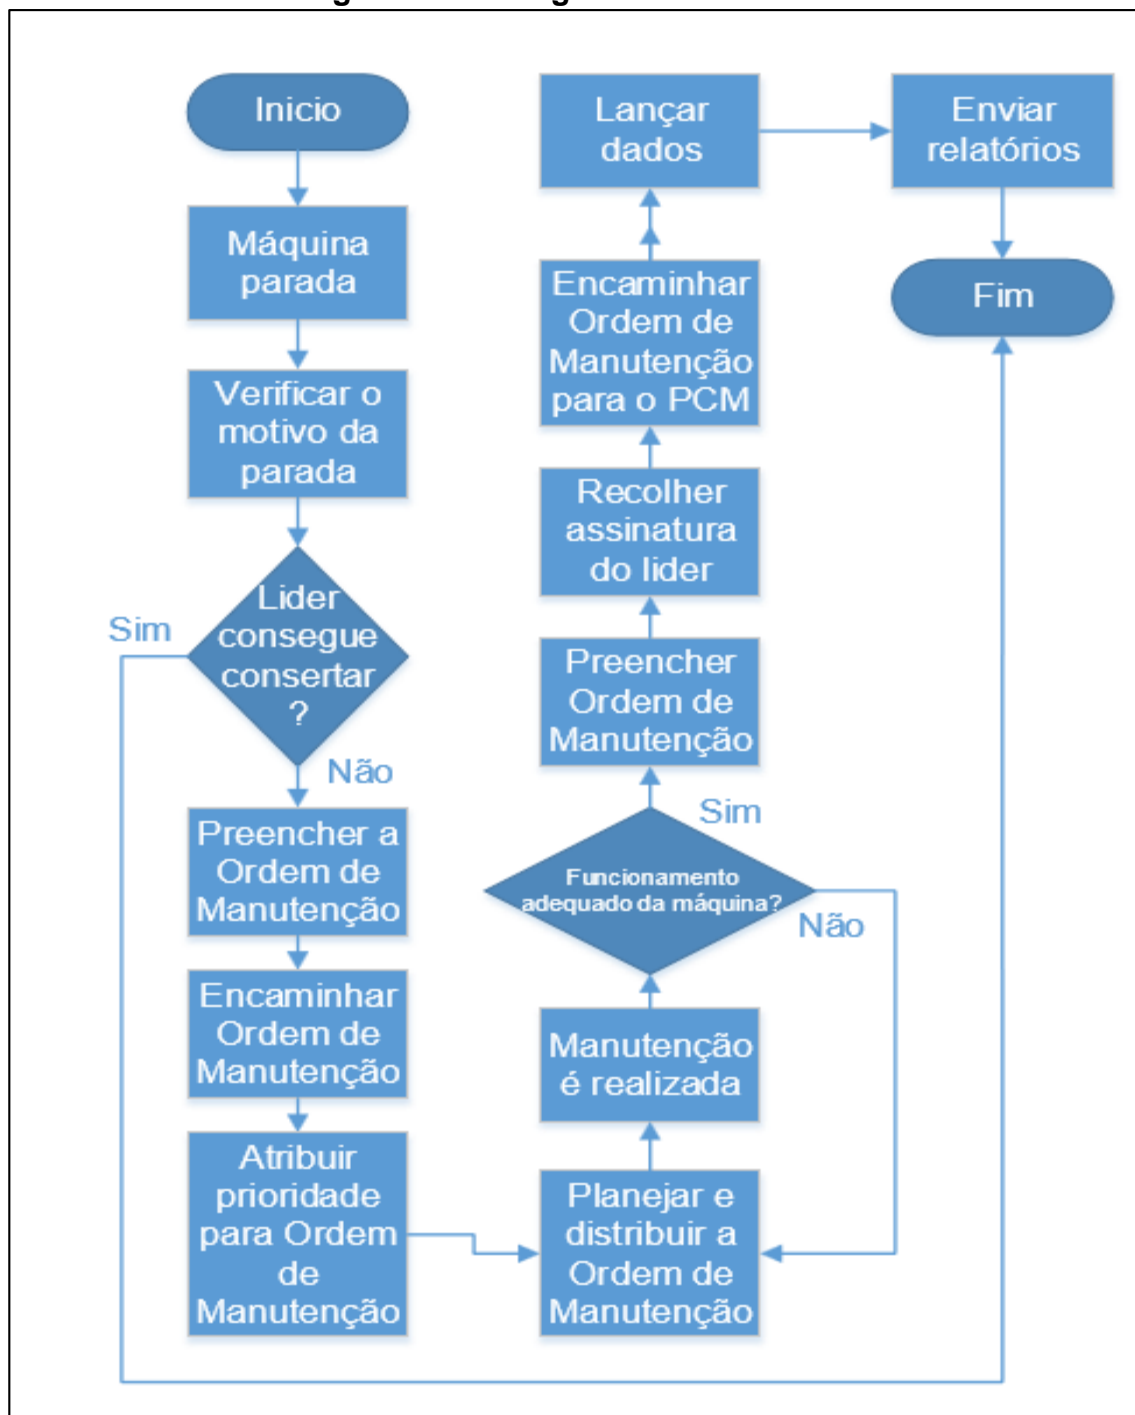 Inicio
Máquina
parada
Verificar o
motivo da
parada
Lider
consegue
consertar
?
Sim
Não
Preencher a
Ordem de
Manutenção
Encaminhar
Ordem de
Manutenção
Atribuir
prioridade
para Ordem
de
Manutenção
Planejar e
distribuir a
Ordem de
Manutenção
Manutenção
é realizada
Funcionamento
adequado da máquina?
Não
Sim
Preencher
Ordem de
Manutenção
Recolher
assinatura
do lider
Encaminhar
Ordem de
Manutenção
para o PCM
Lançar
dados
Enviar
relatórios
Fim